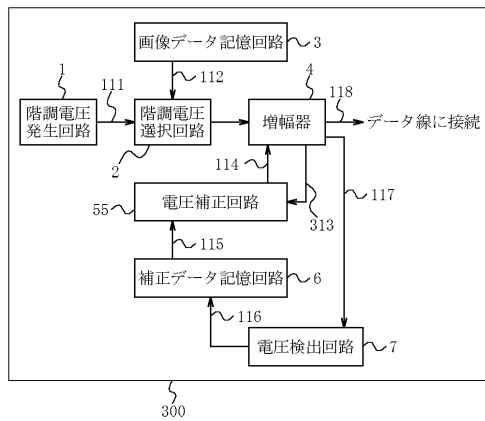 画像データ記憶回路
3
1
111
112
4
118
階調電圧
発生回路
階調電圧
選択回路
増幅器
データ線に接続
2
114
117
55
電圧補正回路
313
115
補正データ記憶回路
6
116
電圧検出回路
7
300